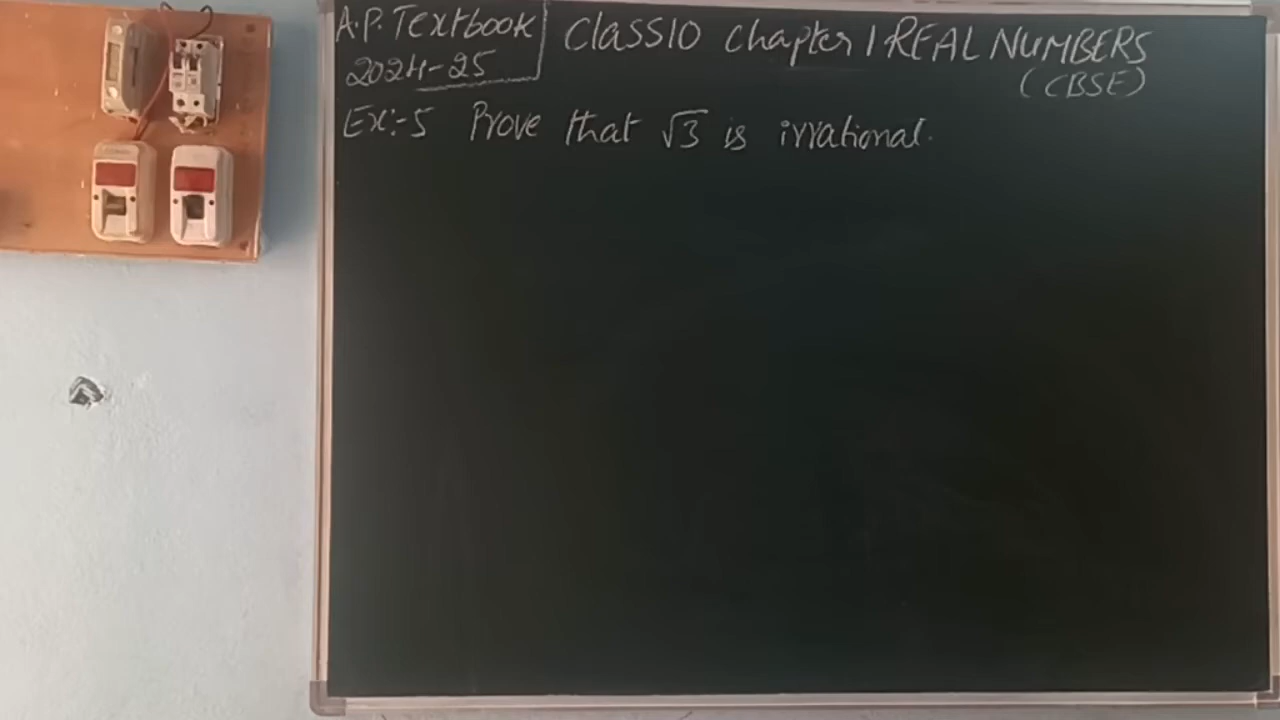 A.P. Textbook
2024-25
Class10 Chapter 1 REAL NUMBERS
(CBSE)
Ex:-5 Prove that √3 is irrational.